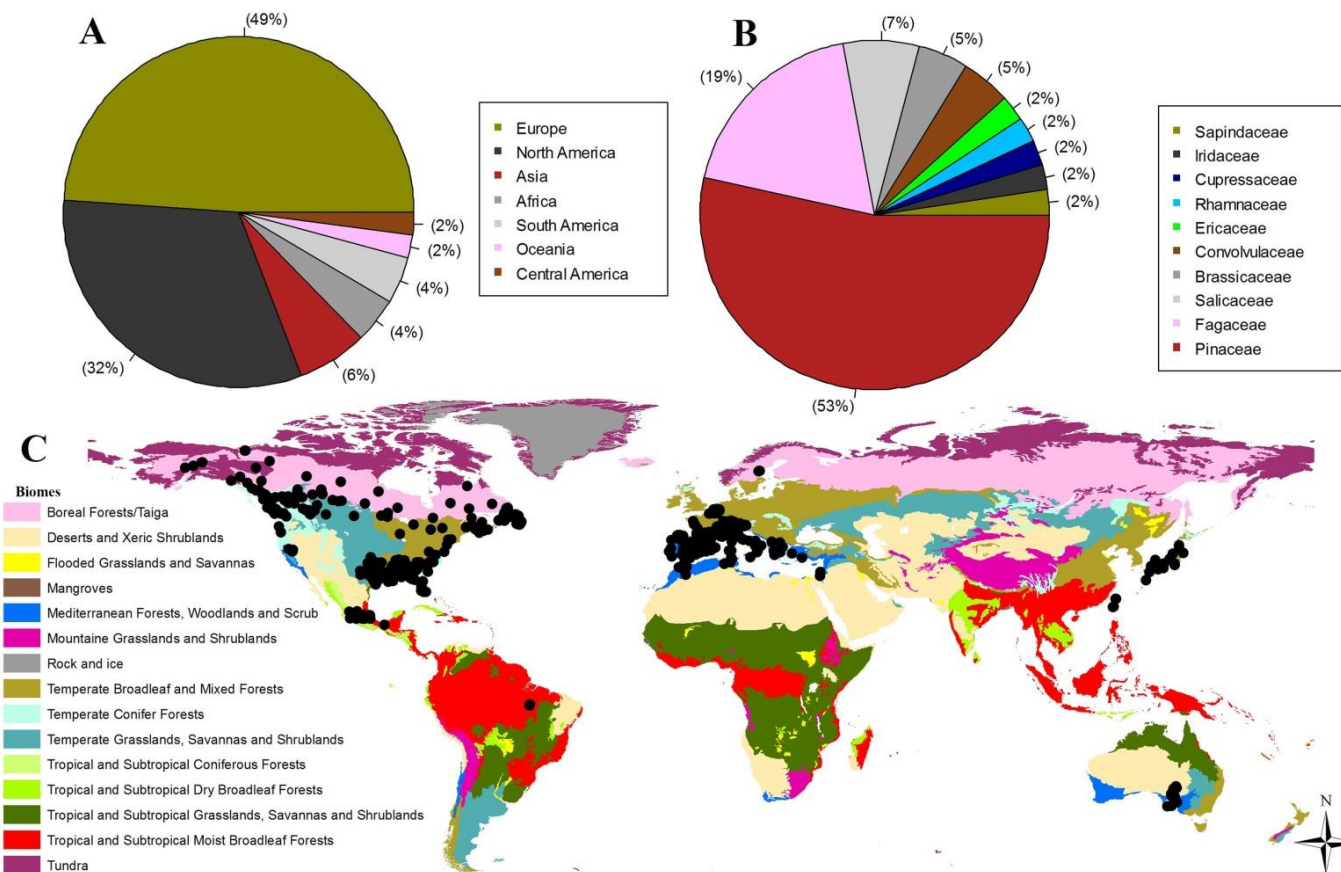 A
(49%)
(32%)
(6%)
(4%)
(4%)
(2%)
(2%)
Europe
North America
Asia
Africa
South America
Oceania
Central America
B
(7%)
(5%)
(5%)
(2%)
(2%)
(2%)
(2%)
(2%)
(19%)
(53%)
Sapindaceae
Iridaceae
Cupressaceae
Rhamnaceae
Ericaceae
Convolvulaceae
Brassicaceae
Salicaceae
Fagaceae
Pinaceae
C
Biomes
Boreal Forests/Taiga
Deserts and Xeric Shrublands
Flooded Grasslands and Savannas
Mangroves
Mediterranean Forests, Woodlands and Scrub
Mountaine Grasslands and Shrublands
Rock and ice
Temperate Broadleaf and Mixed Forests
Temperate Conifer Forests
Temperate Grasslands, Savannas and Shrublands
Tropical and Subtropical Coniferous Forests
Tropical and Subtropical Dry Broadleaf Forests
Tropical and Subtropical Grasslands, Savannas and Shrublands
Tropical and Subtropical Moist Broadleaf Forests
Tundra
N